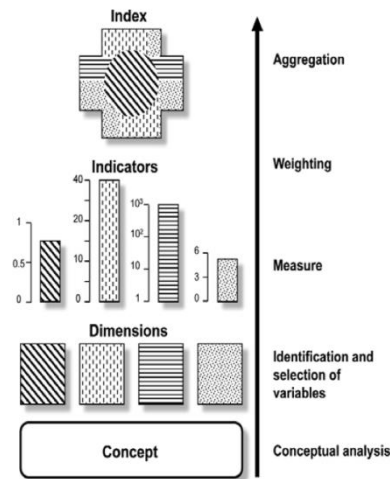 Index
Aggregation
Weighting
Indicators
40
30
20
10
0
1
0.5
0
10³
10²
10
1
6
3
0
Measure
Dimensions
Identification and
selection of
variables
Concept
Conceptual analysis